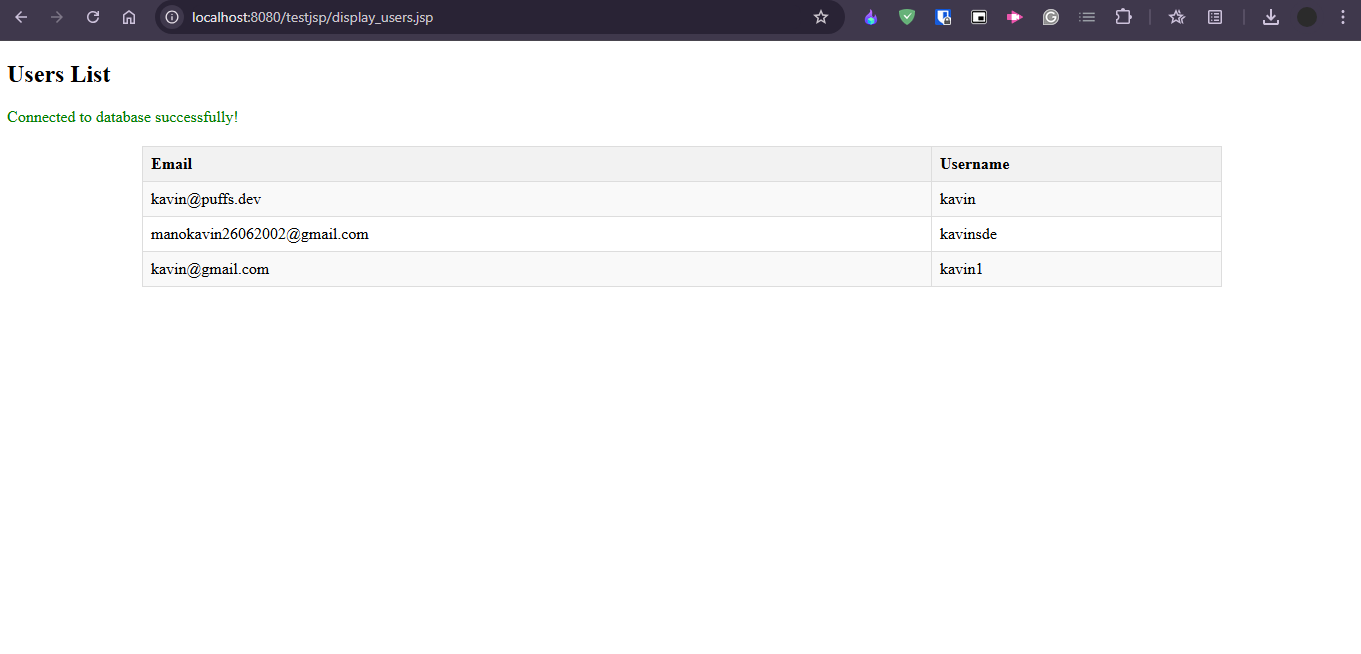 localhost:8080/testjsp/display_users.jsp
Users List
Connected to database successfully!
Email Username
kavin@puffs.dev kavin
manokavin26062002@gmail.com kavinsde
kavin@gmail.com kavin1